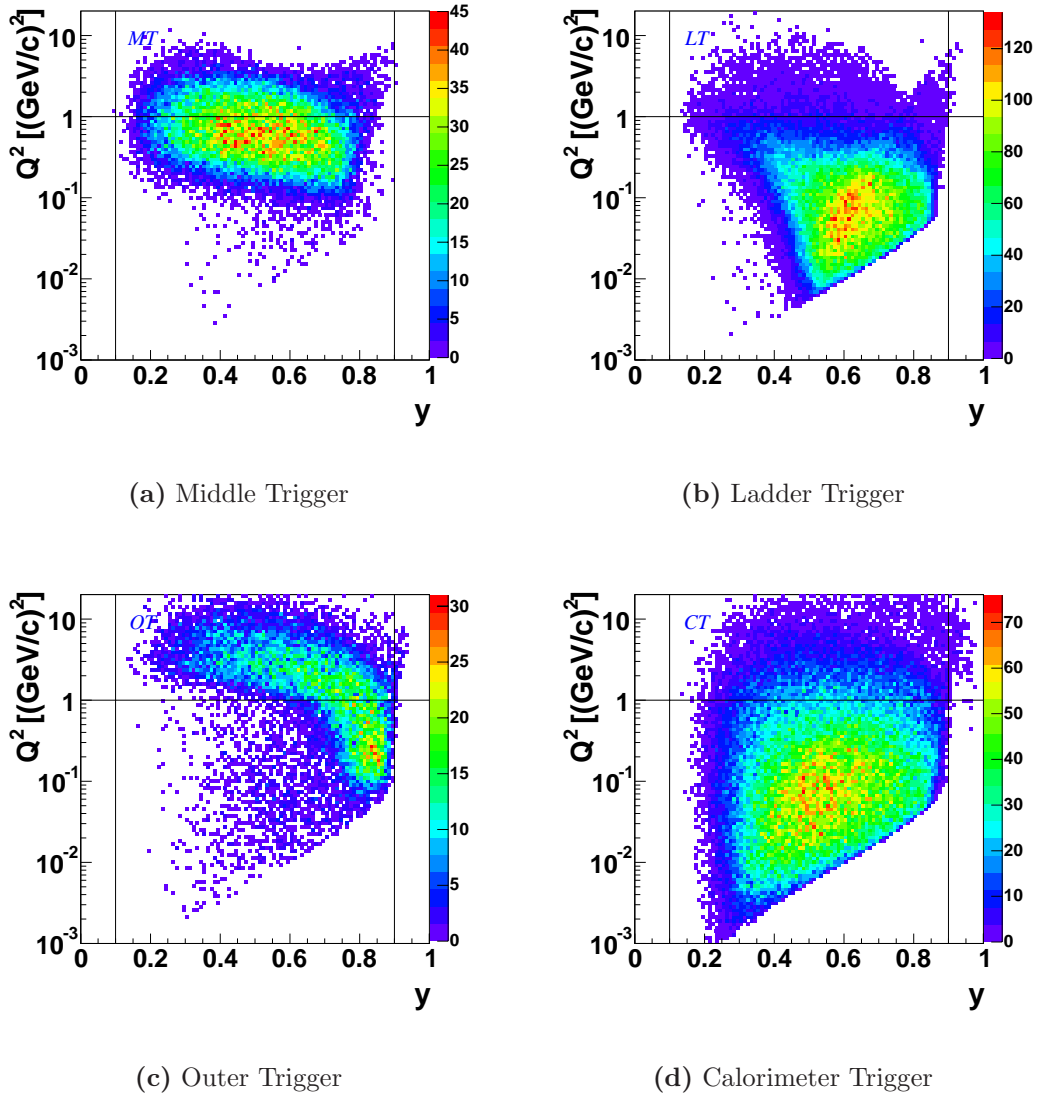 MT
Q² [(GeV/c)²]
10
1
10⁻¹
10⁻²
10⁻³
0 0.2 0.4 0.6 0.8 1
y
45
40
35
30
25
20
15
10
5
0
(a) Middle Trigger
LT
Q² [(GeV/c)²]
10
1
10⁻¹
10⁻²
10⁻³
0 0.2 0.4 0.6 0.8 1
y
120
100
80
60
40
20
0
(b) Ladder Trigger
OT
Q² [(GeV/c)²]
10
1
10⁻¹
10⁻²
10⁻³
0 0.2 0.4 0.6 0.8 1
y
30
25
20
15
10
5
0
(c) Outer Trigger
CT
Q² [(GeV/c)²]
10
1
10⁻¹
10⁻²
10⁻³
0 0.2 0.4 0.6 0.8 1
y
70
60
50
40
30
20
10
0
(d) Calorimeter Trigger